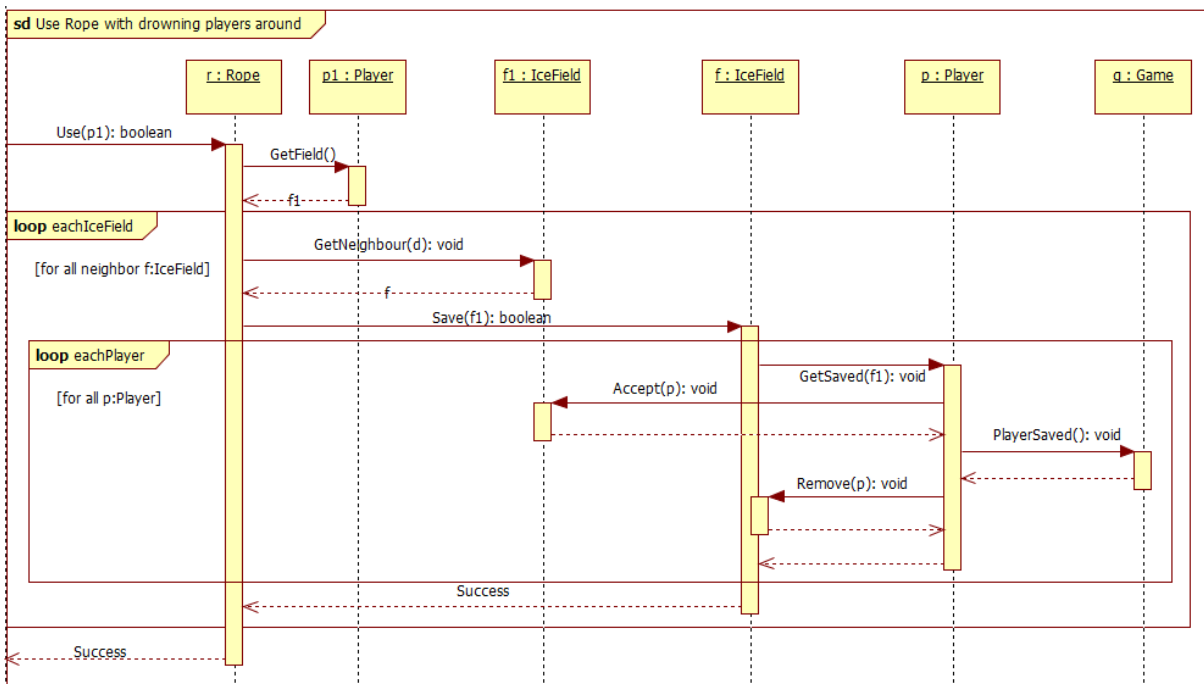 sd Use Rope with drowning players around
r : Rope
p1 : Player
f1 : IceField
f : IceField
p : Player
g : Game
Use(p1): boolean
GetField()
f1
loop eachIceField
GetNeighbour(d): void
[for all neighbor f:IceField]
f
Save(f1): boolean
loop eachPlayer
GetSaved(f1): void
Accept(p): void
[for all p:Player]
PlayerSaved(): void
Remove(p): void
Success
Success